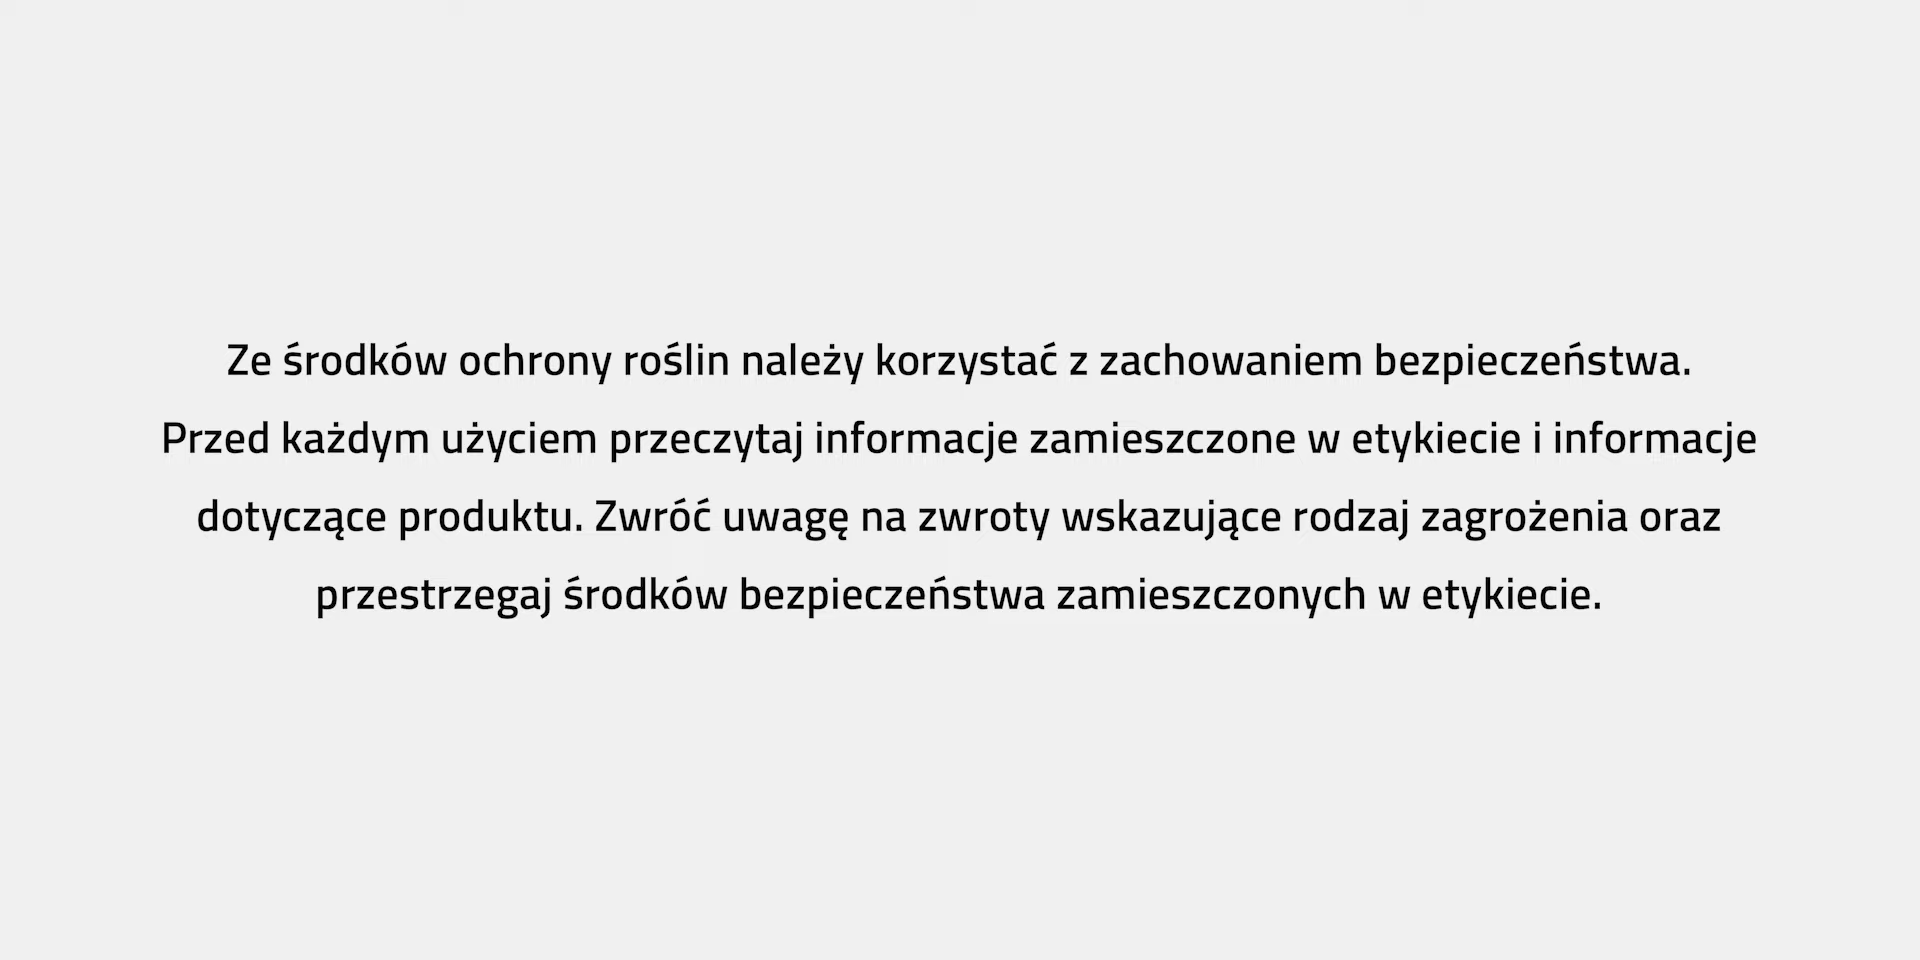 Ze środków ochrony roślin należy korzystać z zachowaniem bezpieczeństwa.
Przed każdym użyciem przeczytaj informacje zamieszczone w etykiecie i informacje
dotyczące produktu. Zwróć uwagę na zwroty wskazujące rodzaj zagrożenia oraz
przestrzegaj środków bezpieczeństwa zamieszczonych w etykiecie.